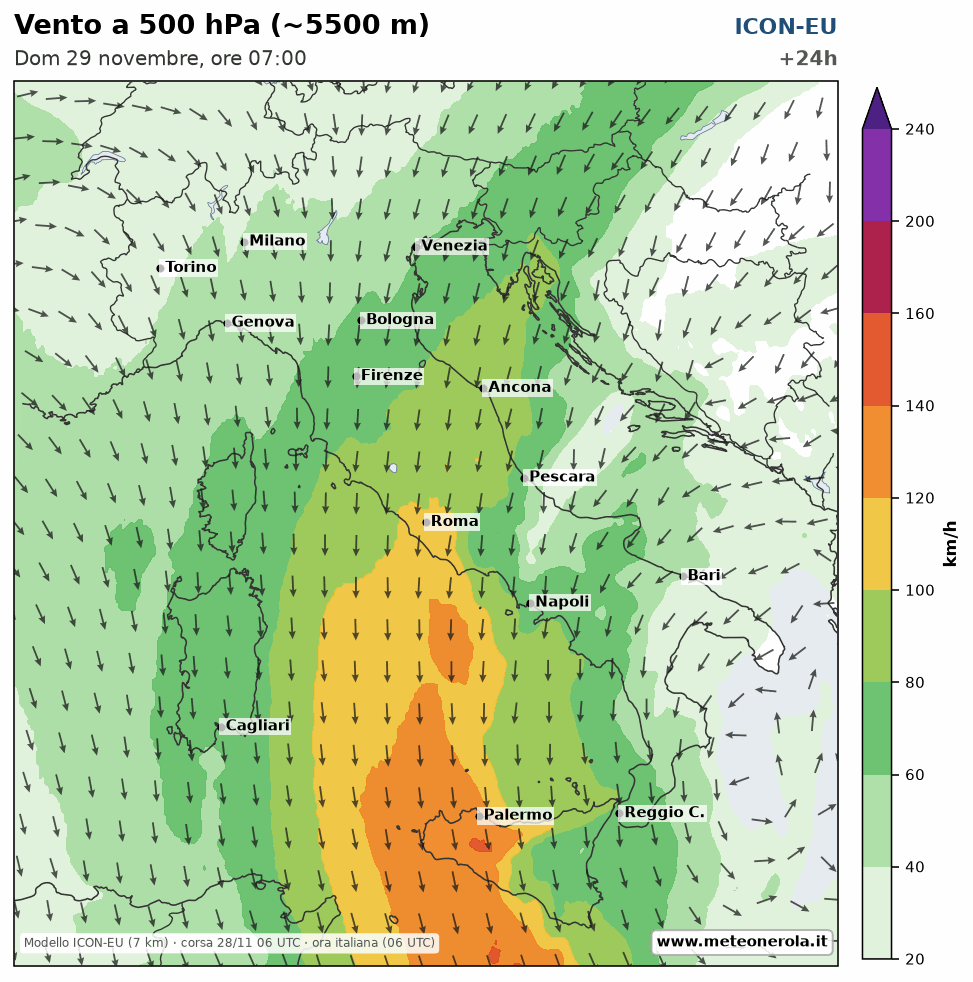 Vento a 500 hPa (~5500 m)
ICON-EU
Dom 29 novembre, ore 07:00
+24h
240
200
160
140
120
100
80
60
40
20
km/h
Milano
Venezia
Torino
Genova
Bologna
Firenze
Ancona
Pescara
Roma
Bari
Napoli
Cagliari
Palermo
Reggio C.
Modello ICON-EU (7 km) · corsa 28/11 06 UTC · ora italiana (06 UTC)
www.meteonerola.it